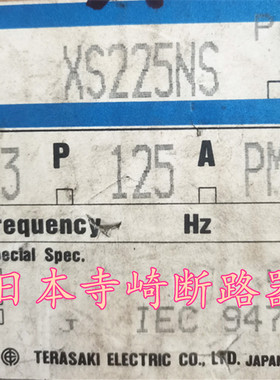 P
XS225NS
3 P 125 A PM
requency Hz
pecial Spec.
日本寺崎断路器
IEC 947
TERASAKI ELECTRIC CO., LTD. JAPAN